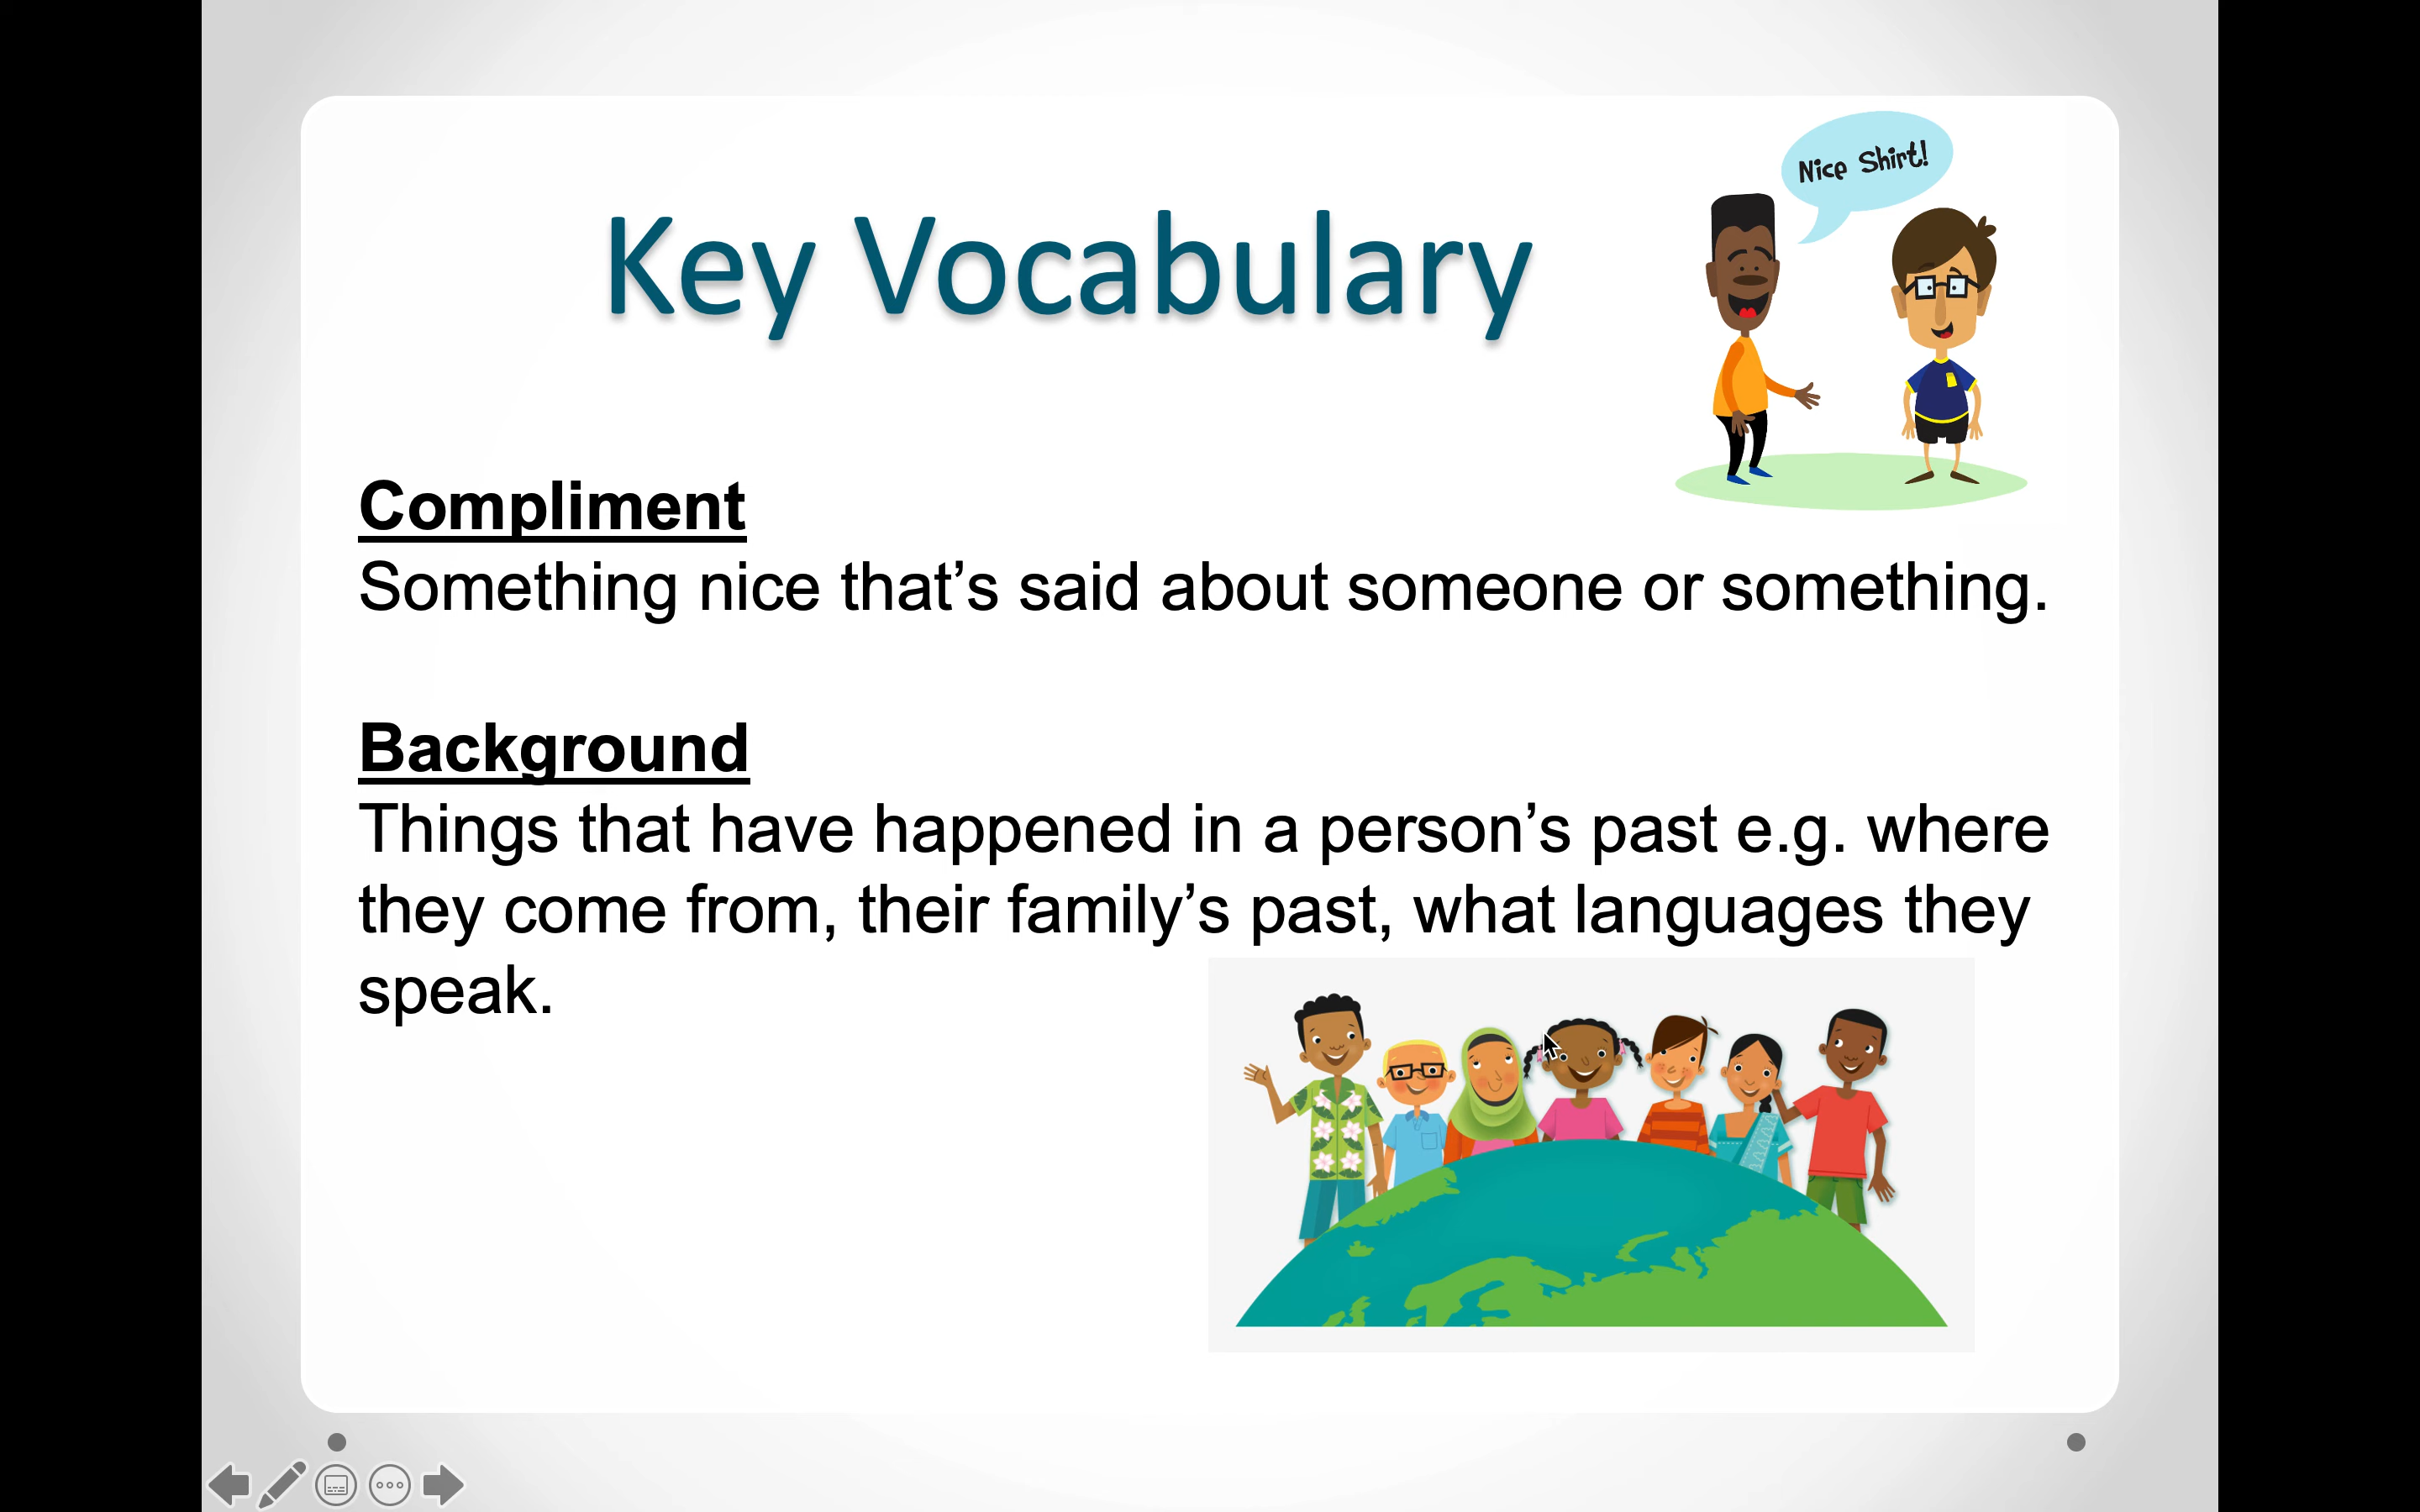 Nice Shirt!
Key Vocabulary
Compliment
Something nice that’s said about someone or something.
Background
Things that have happened in a person’s past e.g. where
they come from, their family’s past, what languages they
speak.